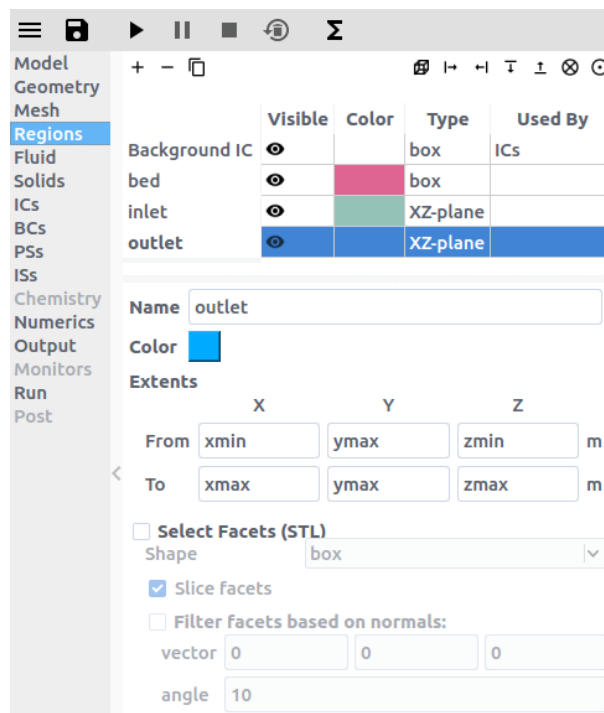 Model
Geometry
Mesh
Regions
Fluid
Solids
ICs
BCs
PSs
ISs
Chemistry
Numerics
Output
Monitors
Run
Post
Visible Color Type Used By
Background IC box ICs
bed box
inlet XZ-plane
outlet XZ-plane
Name outlet
Color
Extents
X Y Z
From xmin ymax zmin m
To xmax ymax zmax m
Select Facets (STL)
Shape box
Slice facets
Filter facets based on normals:
vector 0 0 0
angle 10